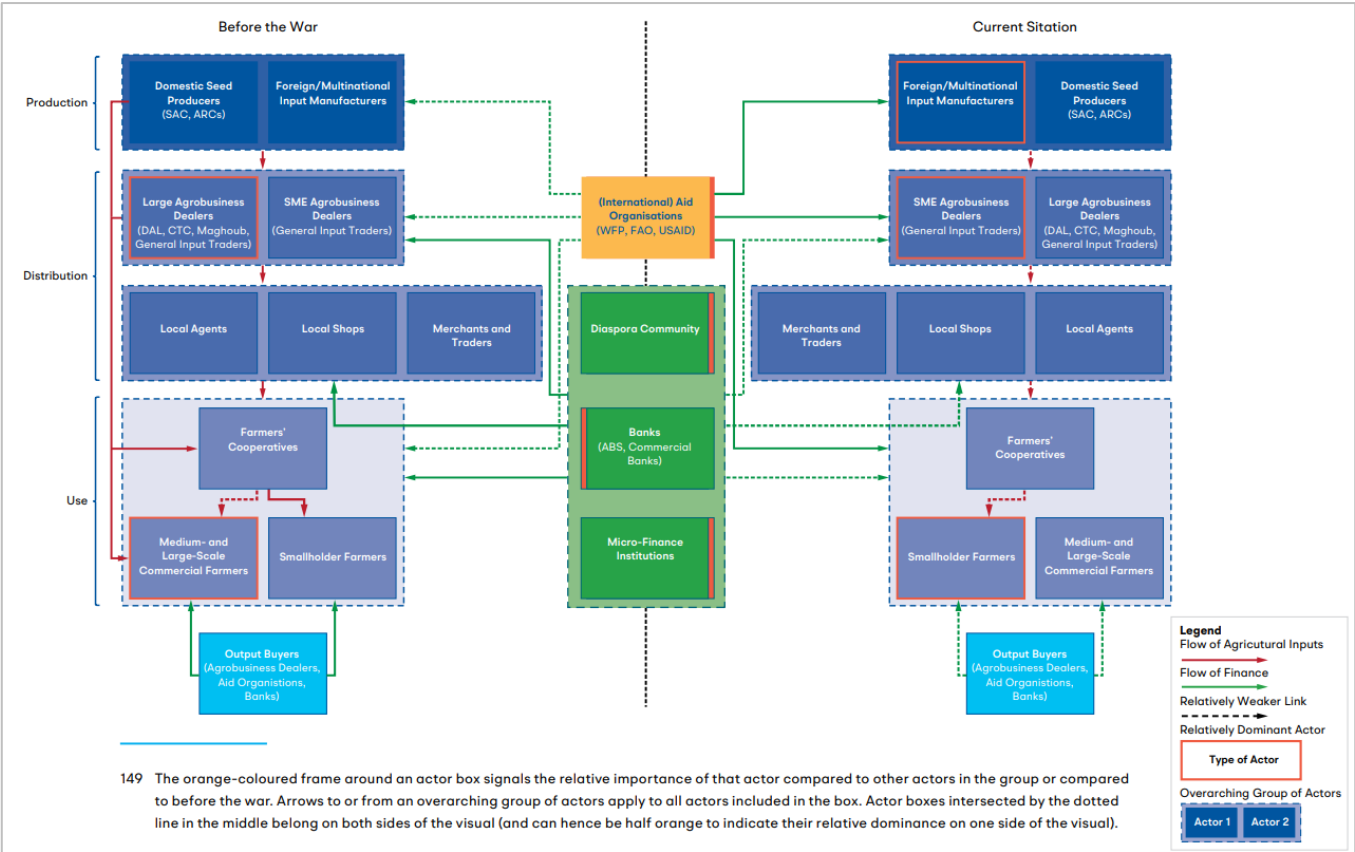 Before the War
Current Sitation
Production
Distribution
Use
Domestic Seed
Producers
(SAC, ARCs)
Foreign/Multinational
Input Manufacturers
Large Agrobusiness
Dealers
(DAL, CTC, Maghoub,
General Input Traders)
SME Agrobusiness
Dealers
(General Input Traders)
Local Agents
Local Shops
Merchants and
Traders
Farmers'
Cooperatives
Medium- and
Large-Scale
Commercial Farmers
Smallholder Farmers
Output Buyers
(Agrobusiness Dealers,
Aid Organistions,
Banks)
(International) Aid
Organisations
(WFP, FAO, USAID)
Diaspora Community
Banks
(ABS, Commercial
Banks)
Micro-Finance
Institutions
Foreign/Multinational
Input Manufacturers
Domestic Seed
Producers
(SAC, ARCs)
SME Agrobusiness
Dealers
(General Input Traders)
Large Agrobusiness
Dealers
(DAL, CTC, Maghoub,
General Input Traders)
Merchants and
Traders
Local Shops
Local Agents
Farmers'
Cooperatives
Smallholder Farmers
Medium- and
Large-Scale
Commercial Farmers
Output Buyers
(Agrobusiness Dealers,
Aid Organistions,
Banks)
Legend
Flow of Agricutural Inputs
Flow of Finance
Relatively Weaker Link
Relatively Dominant Actor
Type of Actor
Overarching Group of Actors
Actor 1
Actor 2
149 The orange-coloured frame around an actor box signals the relative importance of that actor compared to other actors in the group or compared
to before the war. Arrows to or from an overarching group of actors apply to all actors included in the box. Actor boxes intersected by the dotted
line in the middle belong on both sides of the visual (and can hence be half orange to indicate their relative dominance on one side of the visual).